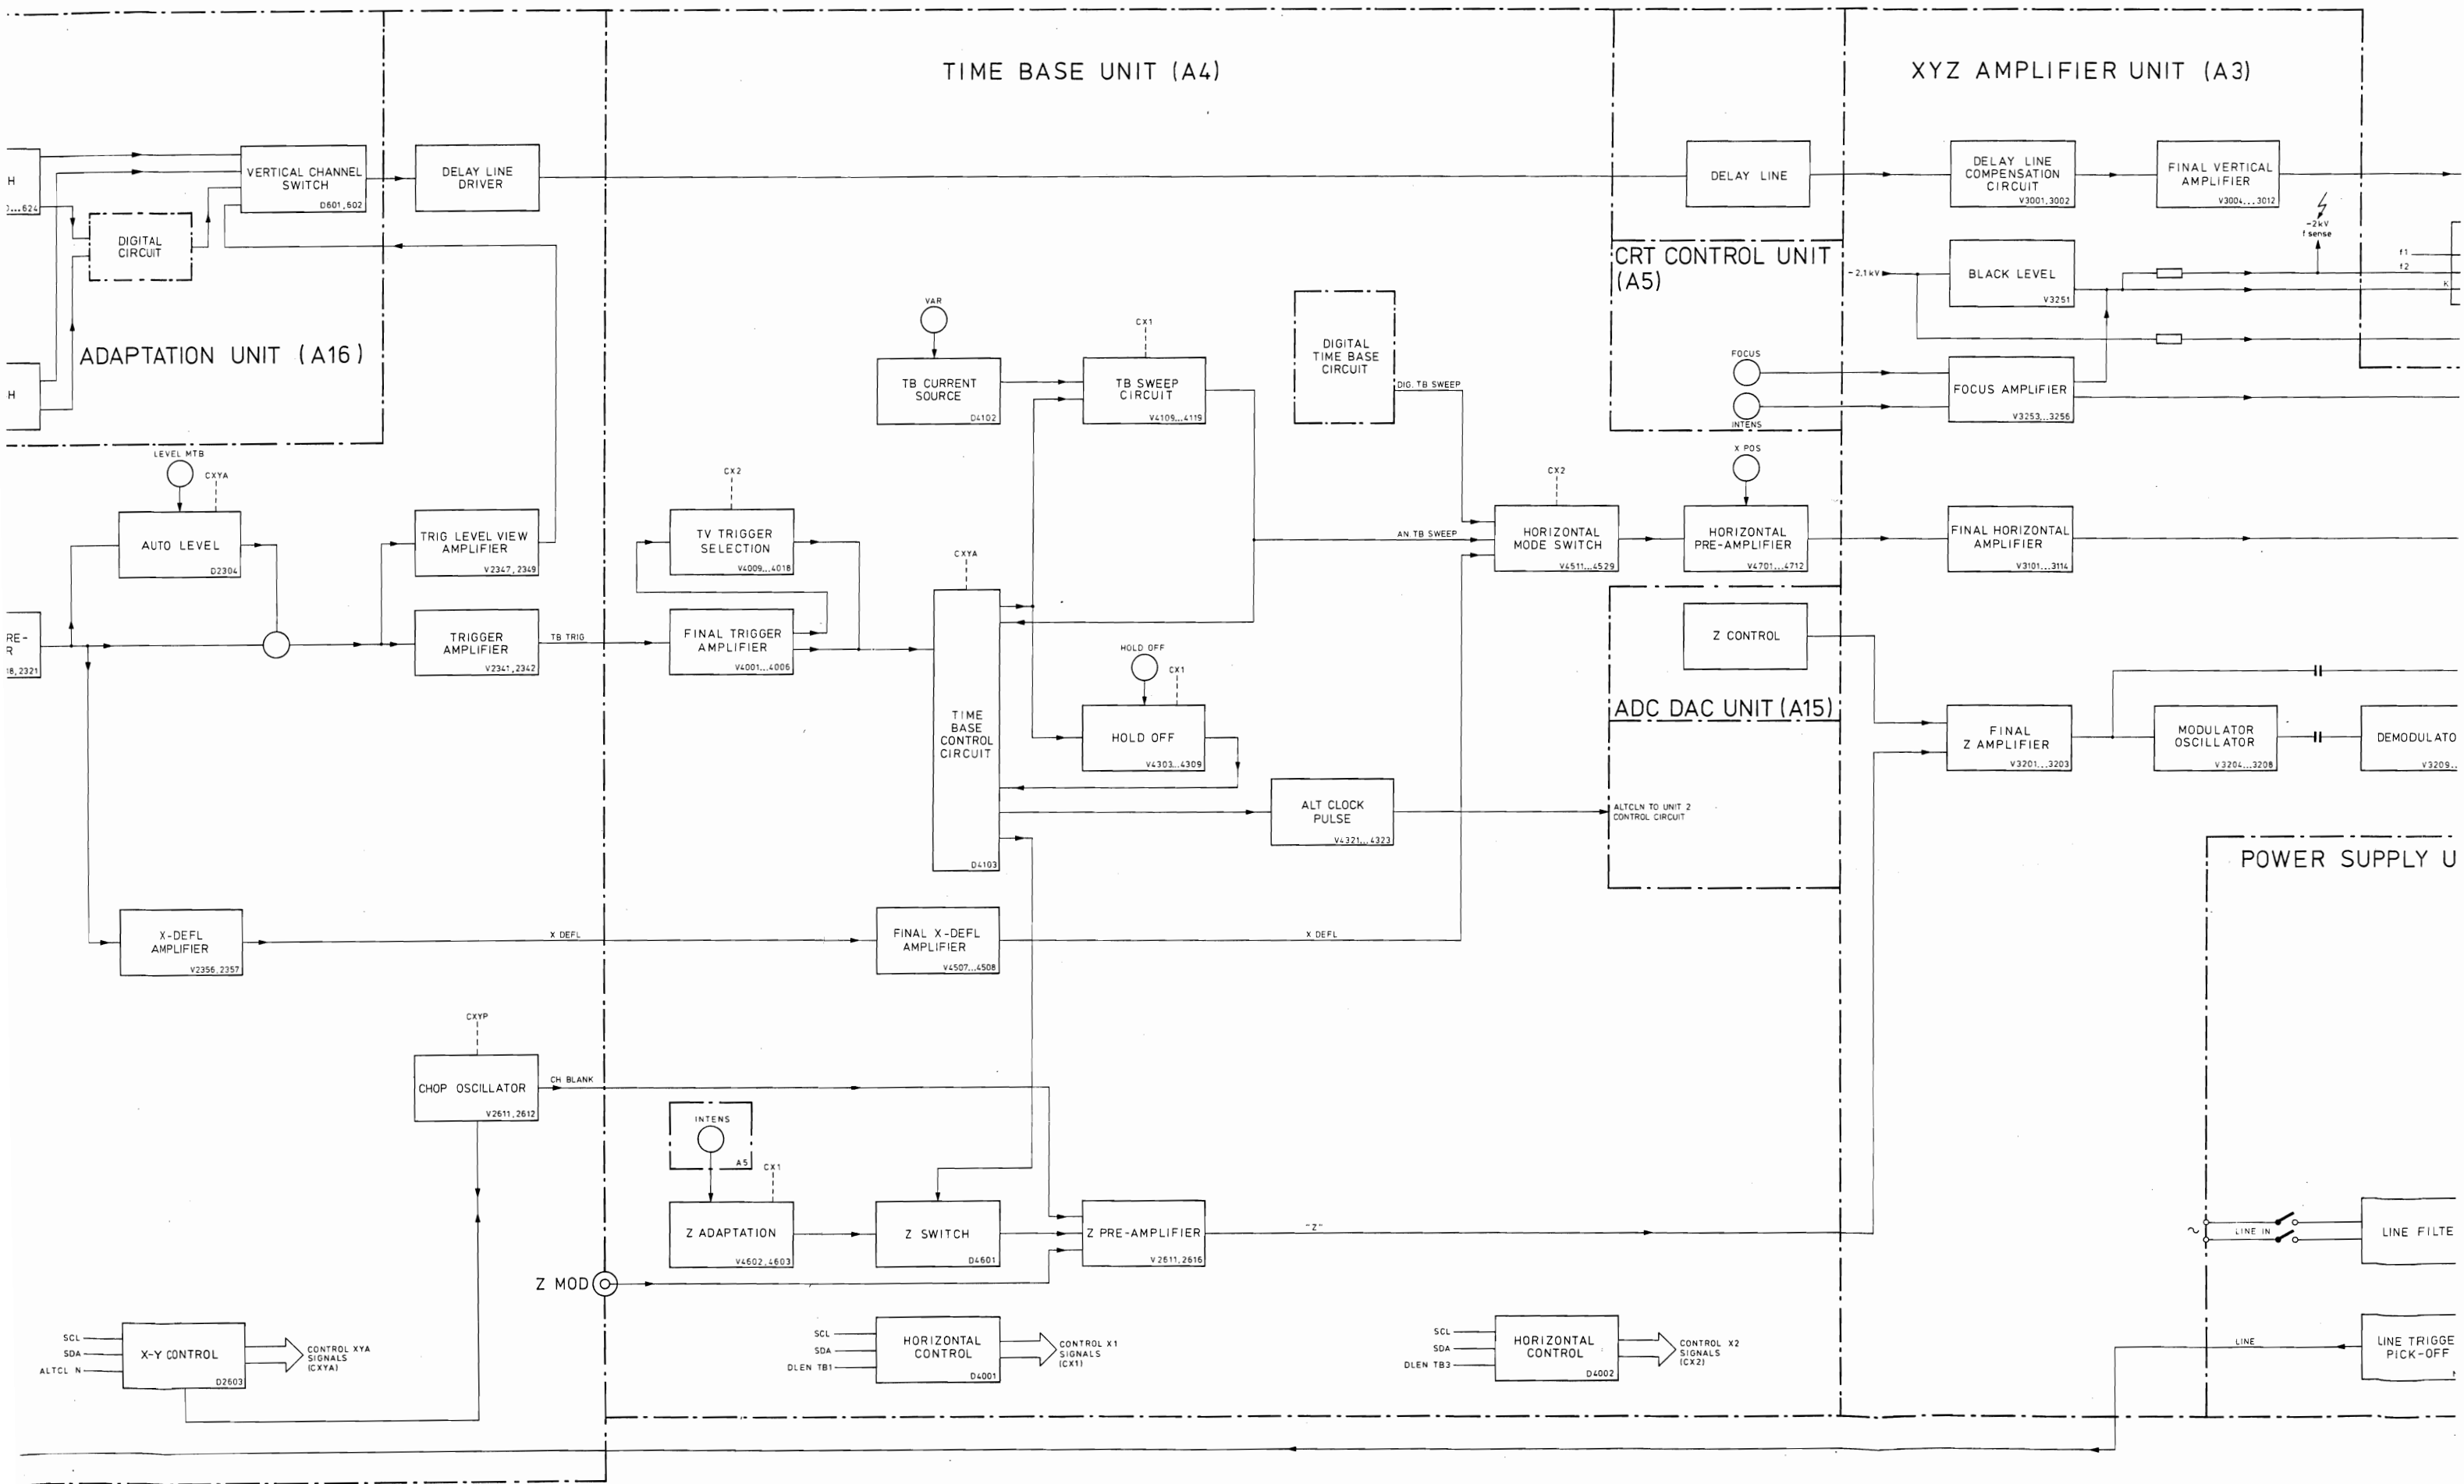 TIME BASE UNIT (A4)
XYZ AMPLIFIER UNIT (A3)
H
VERTICAL CHANNEL
SWITCH
D601,602
DELAY LINE
DRIVER
DELAY LINE
DELAY LINE
COMPENSATION
CIRCUIT
V3001,3002
FINAL VERTICAL
AMPLIFIER
V3004...3012
...624
DIGITAL
CIRCUIT
-2kV
f sense
CRT CONTROL UNIT
(A5)
-2,1kV
BLACK LEVEL
V3251
f1
f2
K
ADAPTATION UNIT (A16)
H
VAR
TB CURRENT
SOURCE
D4102
CX1
TB SWEEP
CIRCUIT
V4109...4119
DIGITAL
TIME BASE
CIRCUIT
DIG. TB SWEEP
FOCUS
INTENS
FOCUS AMPLIFIER
V3253...3256
LEVEL MTB
CXYA
AUTO LEVEL
D2304
TRIG LEVEL VIEW
AMPLIFIER
V2347,2349
CX2
TV TRIGGER
SELECTION
V4009...4018
AN.TB SWEEP
CX2
HORIZONTAL
MODE SWITCH
V4511...4529
X POS
HORIZONTAL
PRE-AMPLIFIER
V4701...4712
FINAL HORIZONTAL
AMPLIFIER
V3101...3114
RE-
R
18,2321
TRIGGER
AMPLIFIER
V2341,2342
TB TRIG
FINAL TRIGGER
AMPLIFIER
V4001...4006
CXYA
TIME
BASE
CONTROL
CIRCUIT
D4103
HOLD OFF
CX1
HOLD OFF
V4303...4309
Z CONTROL
ADC DAC UNIT (A15)
FINAL
Z AMPLIFIER
V3201...3203
MODULATOR
OSCILLATOR
V3204...3208
DEMODULATO
V3209..
ALT CLOCK
PULSE
V4321...4323
ALTCLN TO UNIT 2
CONTROL CIRCUIT
POWER SUPPLY U
X-DEFL
AMPLIFIER
V2356,2357
X DEFL
FINAL X-DEFL
AMPLIFIER
V4507...4508
X DEFL
CXYP
CHOP OSCILLATOR
V2611,2612
CH BLANK
INTENS
A5
CX1
Z ADAPTATION
V4602,4603
Z SWITCH
D4601
Z PRE-AMPLIFIER
V2611,2616
"Z"
~
LINE IN
LINE FILTE
Z MOD
SCL
SDA
ALTCL N
X-Y CONTROL
D2603
CONTROL XYA
SIGNALS
(CXYA)
SCL
SDA
DLEN TB1
HORIZONTAL
CONTROL
D4001
CONTROL X1
SIGNALS
(CX1)
SCL
SDA
DLEN TB3
HORIZONTAL
CONTROL
D4002
CONTROL X2
SIGNALS
(CX2)
LINE
LINE TRIGGE
PICK-OFF